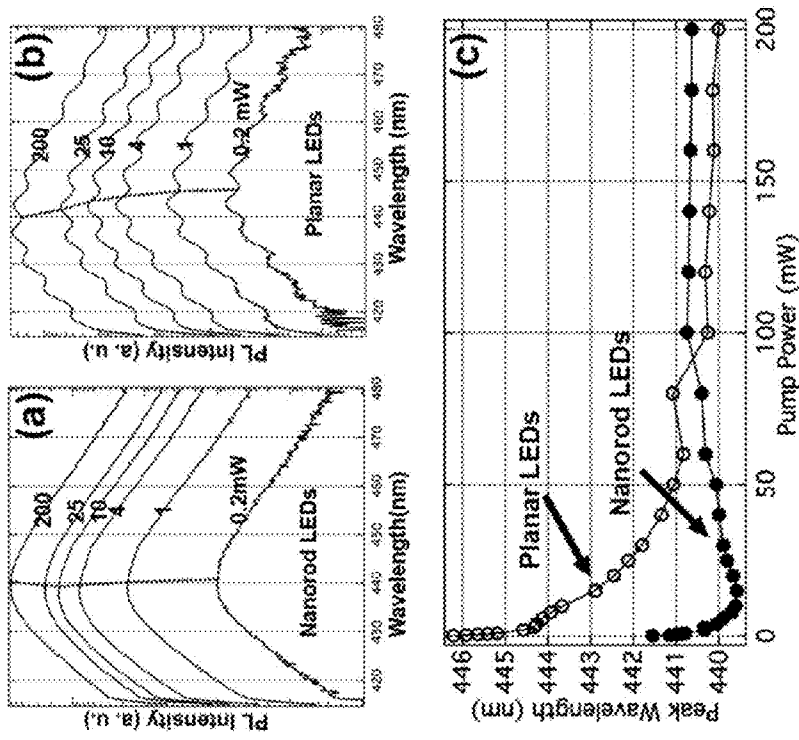 (a)
PL Intensity (a. u.)
200
25
10
4
1
0.2mW
Nanorod LEDs
420 430 440 450 460 470 480
Wavelength(nm)
(b)
PL Intensity (a. u.)
200
25
10
4
1
0.2 mW
Planar LEDs
420 430 440 450 460 470 480
Wavelength (nm)
(c)
Peak Wavelength (nm)
446
445
444
443
442
441
440
Planar LEDs
Nanorod LEDs
0 50 100 150 200
Pump Power (mW)